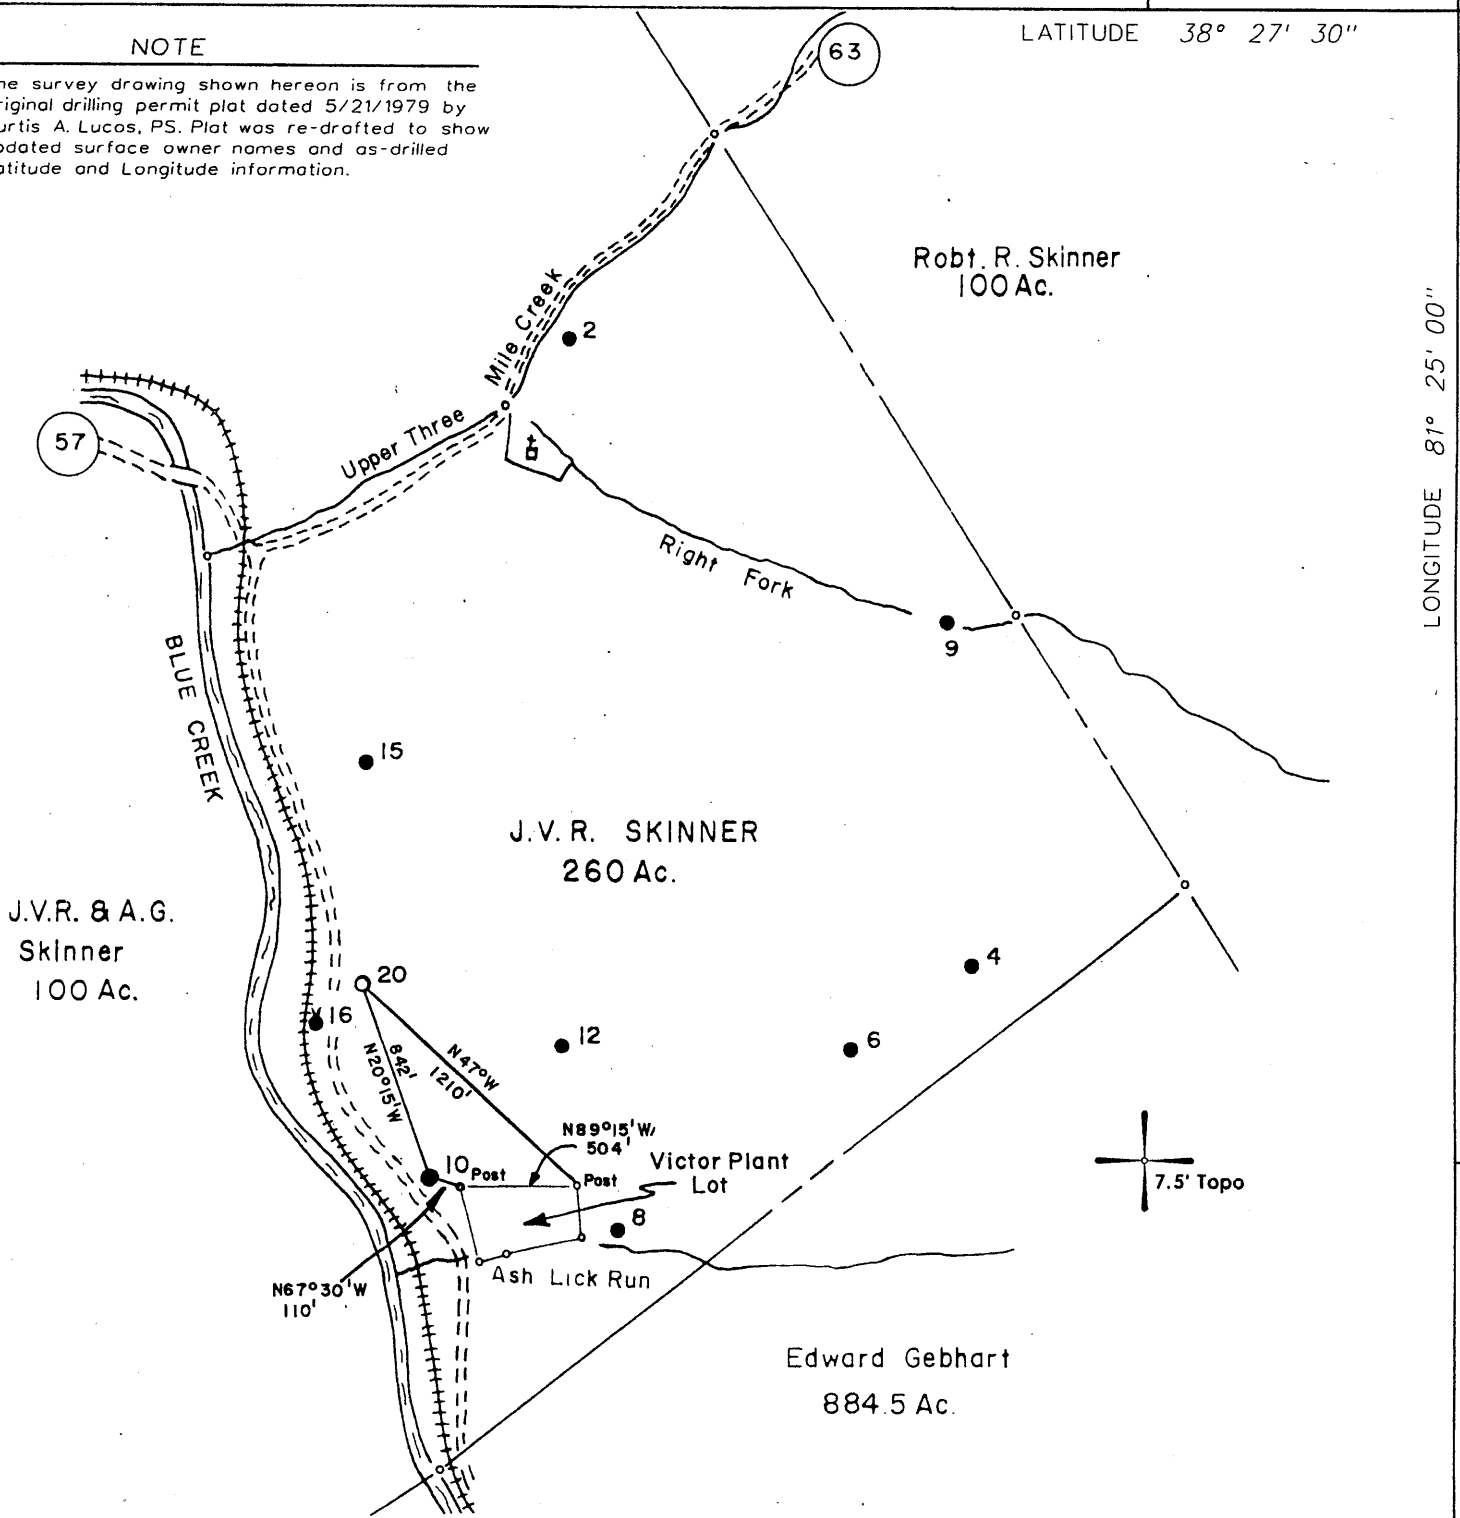 LATITUDE 38° 27' 30"
NOTE
he survey drawing shown hereon is from the
riginal drilling permit plat dated 5/21/1979 by
urtis A. Lucas, PS. Plat was re-drafted to show
pdated surface owner names and as-drilled
atitude and Longitude information.
63
Robt. R. Skinner
100 Ac.
LONGITUDE 81° 25' 00"
2
Upper Three Mile Creek
57
Right Fork
9
BLUE CREEK
15
J.V.R. SKINNER
260 Ac.
J.V.R. & A.G.
Skinner
100 Ac.
20
4
16
12
6
842'
N20°15'W
N47°W
1210'
N89°15'W
504'
10
Post
Post
Victor Plant
Lot
7.5' Topo
8
N67°30'W
110'
Ash Lick Run
Edward Gebhart
884.5 Ac.